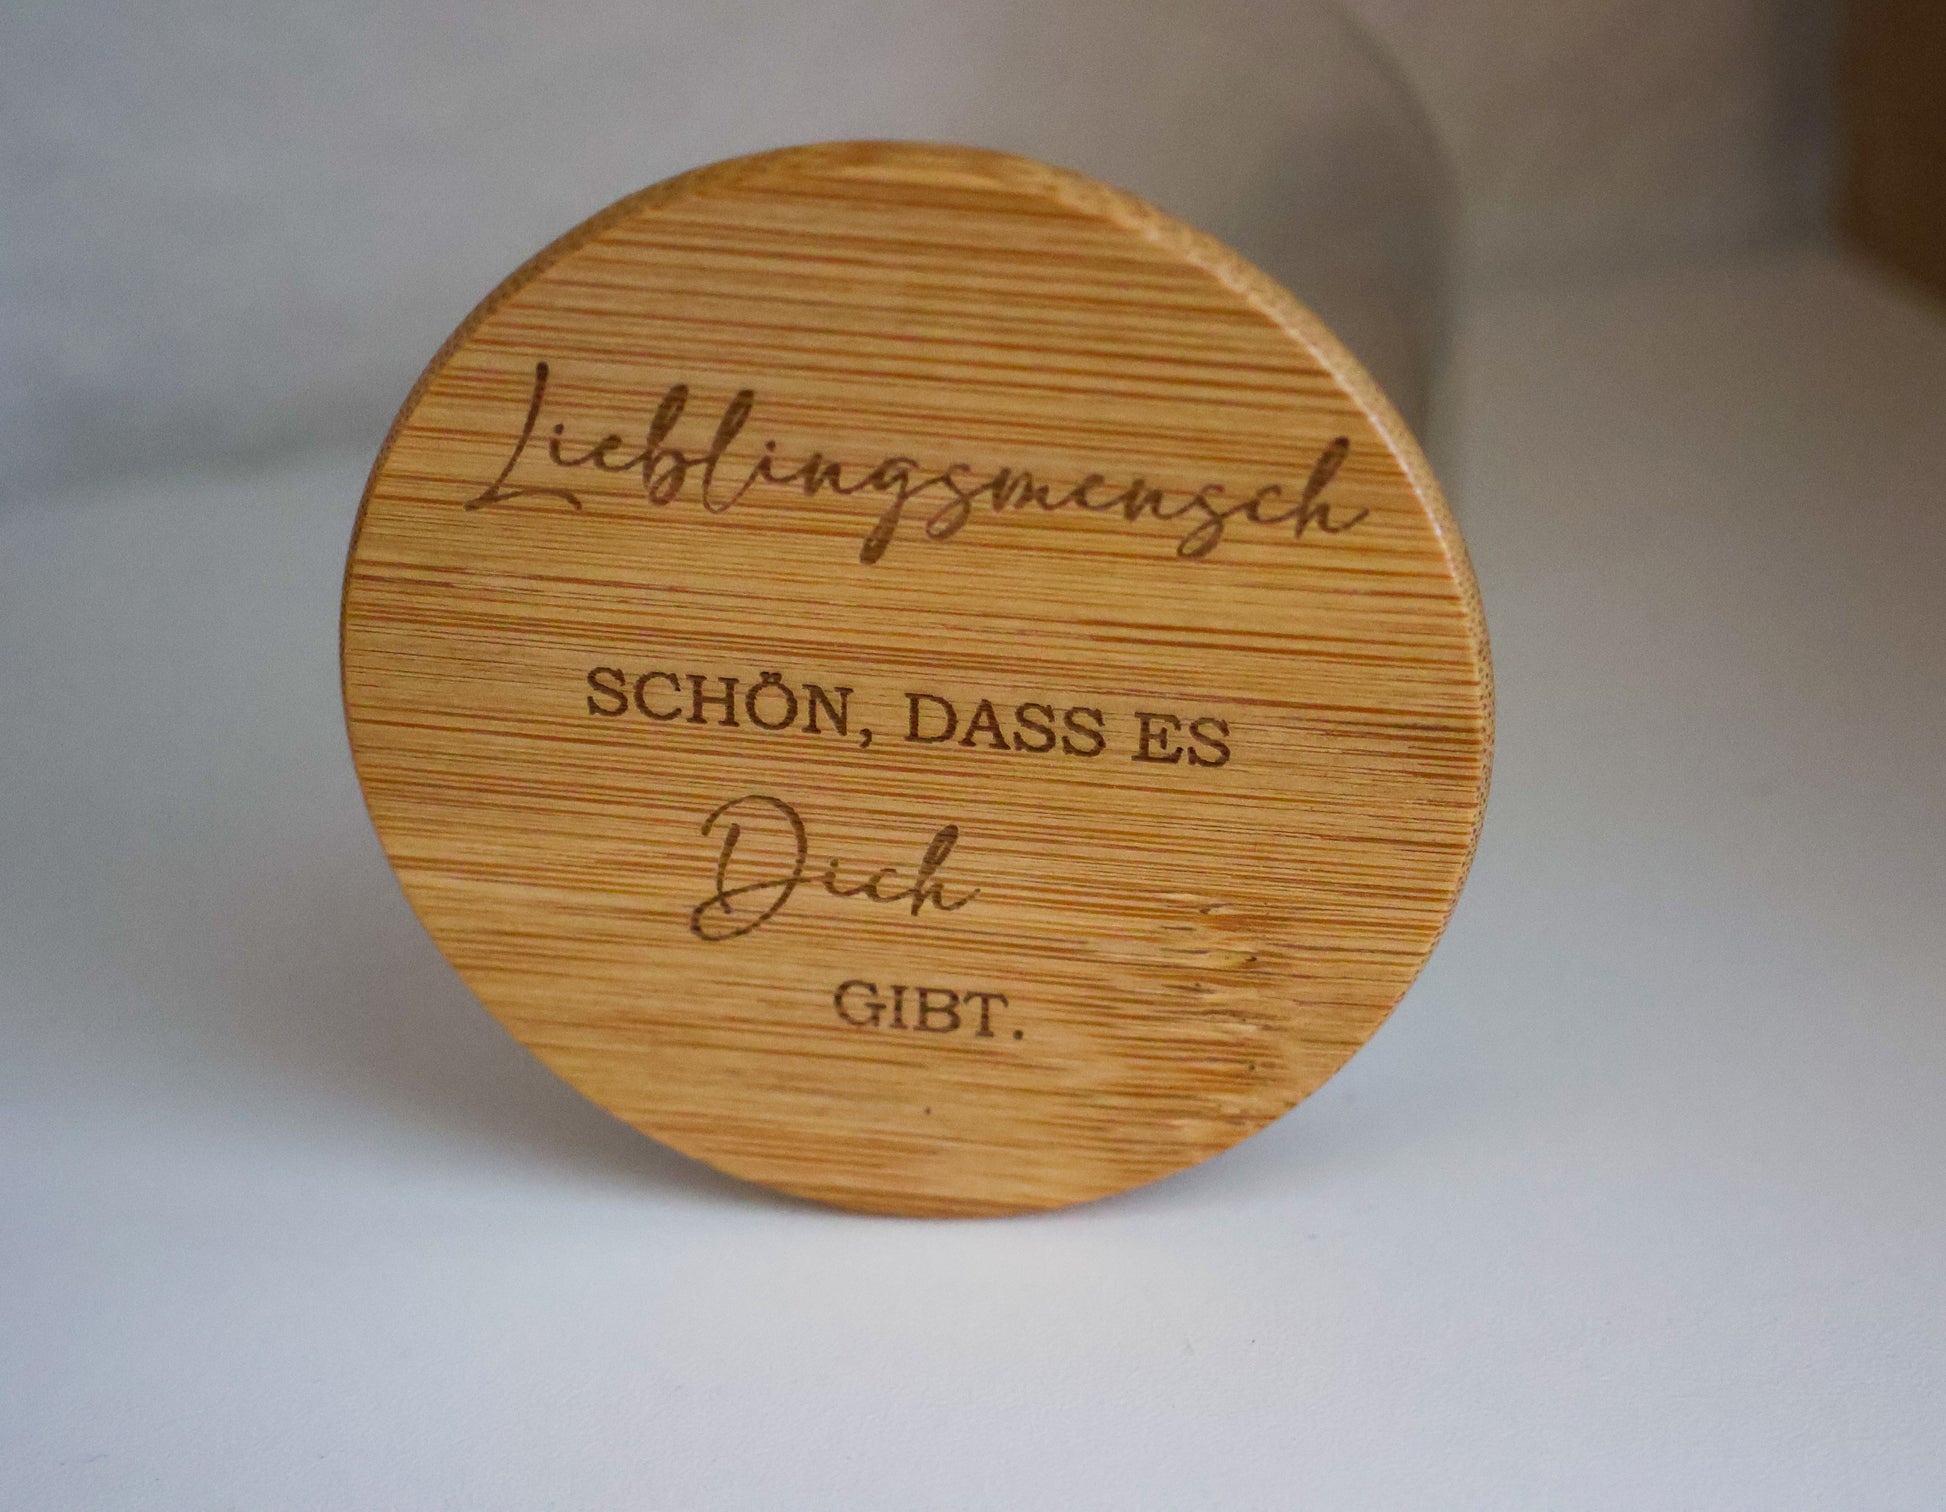 Lieblingsmensch
SCHÖN, DASS ES
Dich
GIBT.